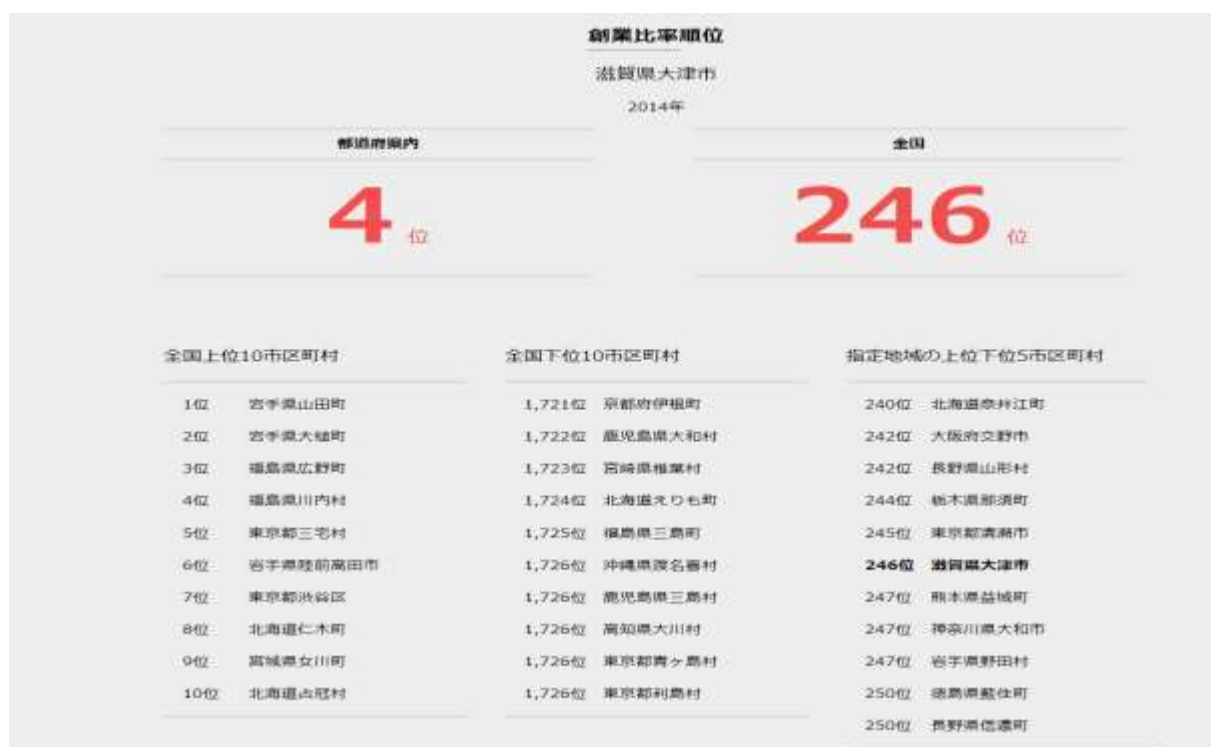 創業比率順位
滋賀県大津市
2014年
都道府県内
全国
4位
246位
全国上位10市区町村
1位 岩手県山田町
2位 岩手県大槌町
3位 福島県広野町
4位 福島県川内村
5位 東京都三宅村
6位 岩手県陸前高田市
7位 東京都渋谷区
8位 北海道仁木町
9位 宮城県女川町
10位 北海道占冠村
全国下位10市区町村
1,721位 京都府伊根町
1,722位 鹿児島県大和村
1,723位 宮崎県椎葉村
1,724位 北海道えりも町
1,725位 福島県三島町
1,726位 沖縄県渡名喜村
1,726位 鹿児島県三島村
1,726位 高知県大川村
1,726位 東京都青ヶ島村
1,726位 東京都利島村
指定地域の上位下位5市区町村
240位 北海道奈井江町
242位 大阪府交野市
242位 長野県山形村
244位 栃木県那須町
245位 東京都清瀬市
246位 滋賀県大津市
247位 熊本県益城町
247位 神奈川県大和市
247位 岩手県野田村
250位 徳島県藍住町
250位 長野県信濃町